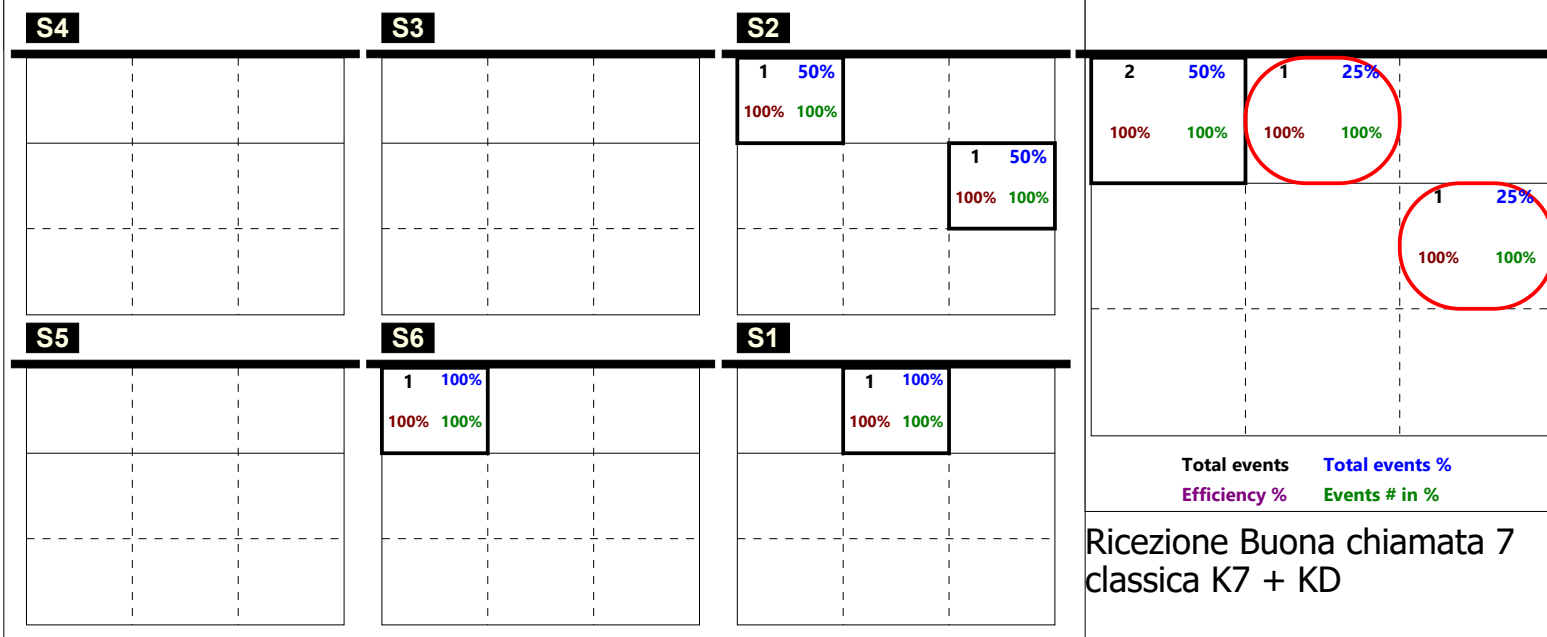 S4 S3 S2
1 50%
100% 100%
1 50%
100% 100%
2 50% 1 25%
100% 100% 100% 100%
1 25%
100% 100%
S5 S6 S1
1 100%
100% 100%
1 100%
100% 100%
Total events Total events %
Efficiency % Events # in %
Ricezione Buona chiamata 7
classica K7 + KD